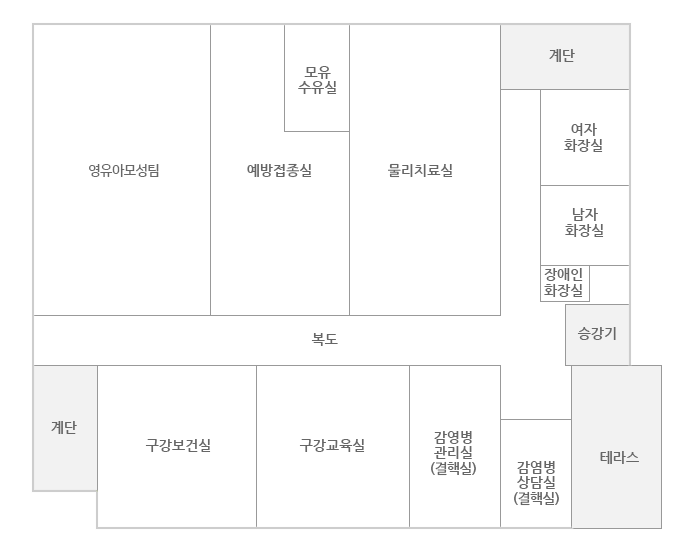 계단
모유
수유실
여자
화장실
영유아모성팀
예방접종실
물리치료실
남자
화장실
장애인
화장실
복도
승강기
계단
구강보건실
구강교육실
감영병
관리실
(결핵실)
감염병
상담실
(결핵실)
테라스